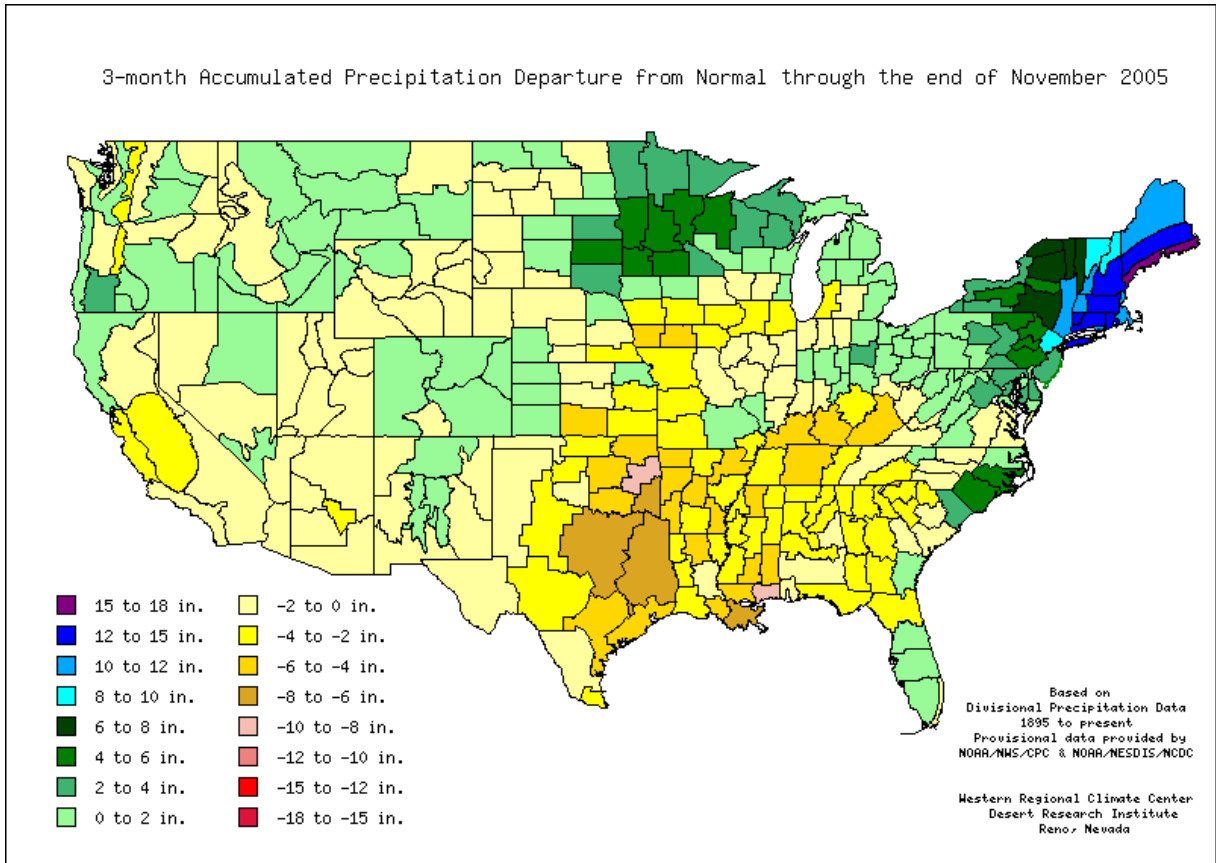 3-month Accumulated Precipitation Departure from Normal through the end of November 2005
15 to 18 in.
12 to 15 in.
10 to 12 in.
8 to 10 in.
6 to 8 in.
4 to 6 in.
2 to 4 in.
0 to 2 in.
-2 to 0 in.
-4 to -2 in.
-6 to -4 in.
-8 to -6 in.
-10 to -8 in.
-12 to -10 in.
-15 to -12 in.
-18 to -15 in.
Based on
Divisional Precipitation Data
1895 to present
Provisional data provided by
NOAA/NWS/CPC & NOAA/NESDIS/NCDC
Western Regional Climate Center
Desert Research Institute
Reno, Nevada